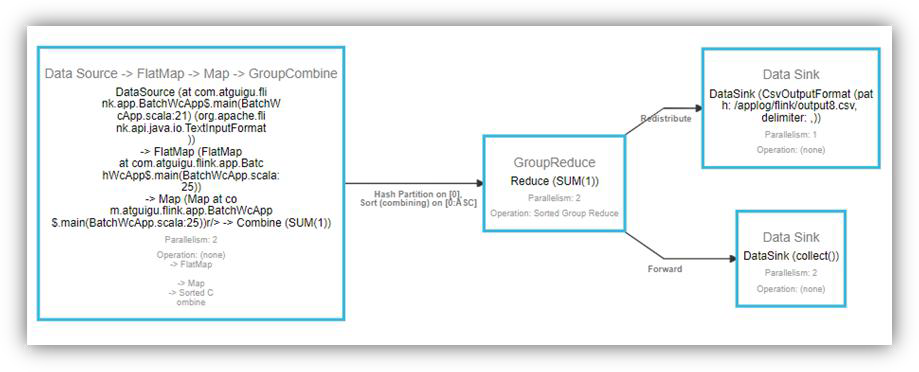 Data Source -> FlatMap -> Map -> GroupCombine
DataSource (at com.atguigu.fli
nk.app.BatchWcApp$.main(BatchW
cApp.scala:21) (org.apache.fli
nk.api.java.io.TextInputFormat
))
-> FlatMap (FlatMap
at com.atguigu.flink.app.Batc
hWcApp$.main(BatchWcApp.scala:
25))
-> Map (Map at co
m.atguigu.flink.app.BatchWcApp
$.main(BatchWcApp.scala:25))r/> -> Combine (SUM(1))
Parallelism: 2
Operation: (none)
-> FlatMap
-> Map
-> Sorted C
ombine
Hash Partition on [0]
Sort (combining) on [0:ASC]
GroupReduce
Reduce (SUM(1))
Parallelism: 2
Operation: Sorted Group Reduce
Redistribute
Data Sink
DataSink (CsvOutputFormat (pat
h: /applog/flink/output8.csv,
delimiter: ,))
Parallelism: 1
Operation: (none)
Forward
Data Sink
DataSink (collect())
Parallelism: 2
Operation: (none)